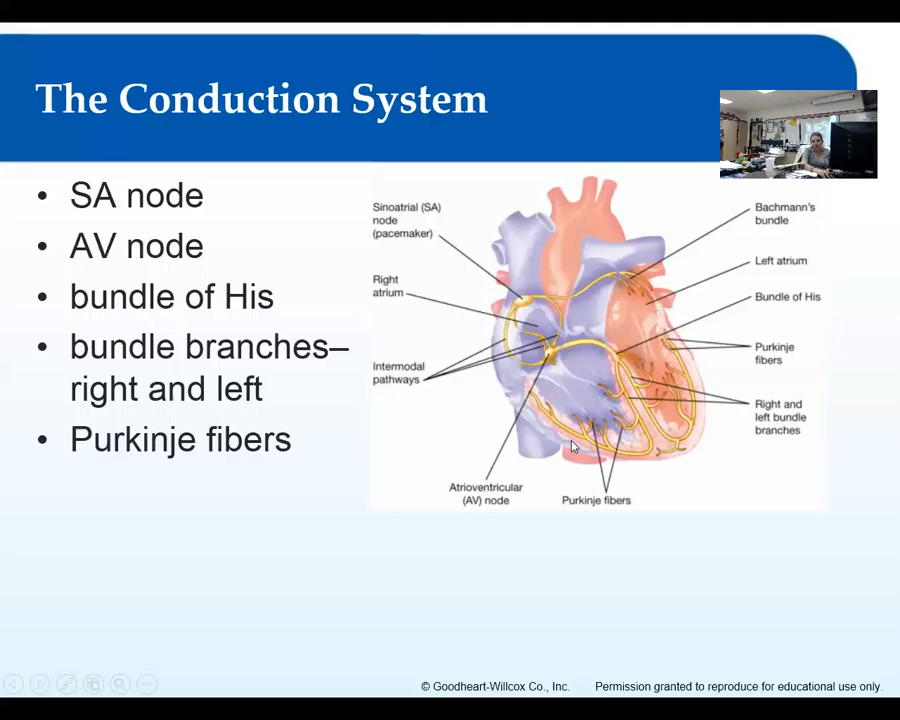 The Conduction System
• SA node
• AV node
• bundle of His
• bundle branches–
right and left
• Purkinje fibers
Sinoatrial (SA)
node
(pacemaker)
Right
atrium
Intermodal
pathways
Atrioventricular
(AV) node
Purkinje fibers
Bachmann's
bundle
Left atrium
Bundle of His
Purkinje
fibers
Right and
left bundle
branches
© Goodheart-Willcox Co., Inc. Permission granted to reproduce for educational use only.